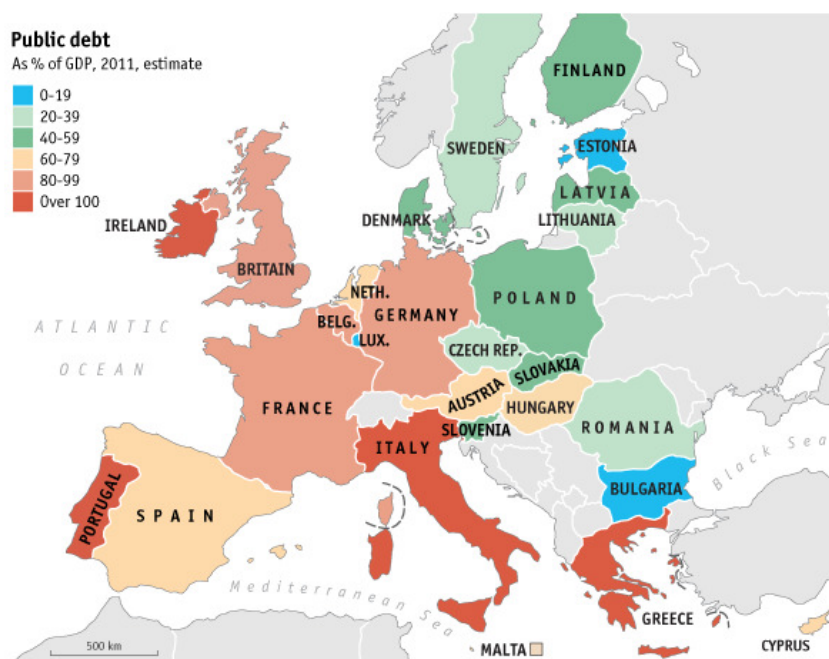 Public debt
As % of GDP, 2011, estimate
0-19
20-39
40-59
60-79
80-99
Over 100
FINLAND
SWEDEN
ESTONIA
LATVIA
LITHUANIA
DENMARK
IRELAND
BRITAIN
NETH.
BELG.
GERMANY
POLAND
LUX.
CZECH REP.
SLOVAKIA
ATLANTIC
OCEAN
FRANCE
AUSTRIA
HUNGARY
SLOVENIA
ROMANIA
ITALY
Black Sea
BULGARIA
PORTUGAL
SPAIN
Mediterranean Sea
GREECE
500 km
MALTA
CYPRUS